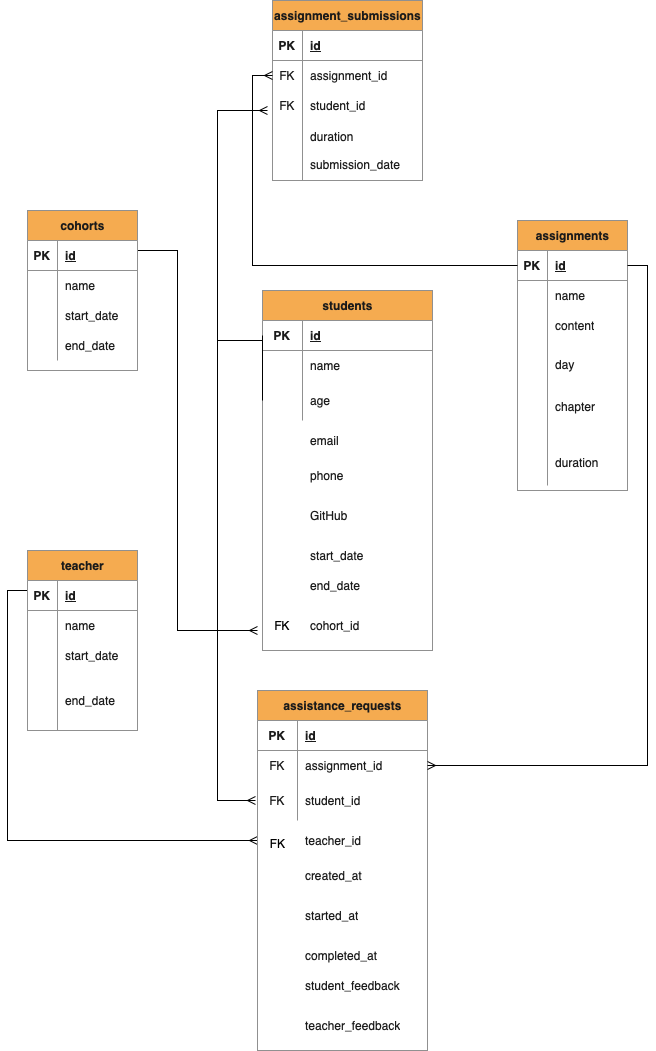 assignment_submissions
PK id
FK assignment_id
FK student_id
duration
submission_date
cohorts
PK id
name
start_date
end_date
assignments
PK id
name
content
day
chapter
duration
students
PK id
name
age
email
phone
GitHub
start_date
end_date
FK cohort_id
teacher
PK id
name
start_date
end_date
assistance_requests
PK id
FK assignment_id
FK student_id
FK teacher_id
created_at
started_at
completed_at
student_feedback
teacher_feedback